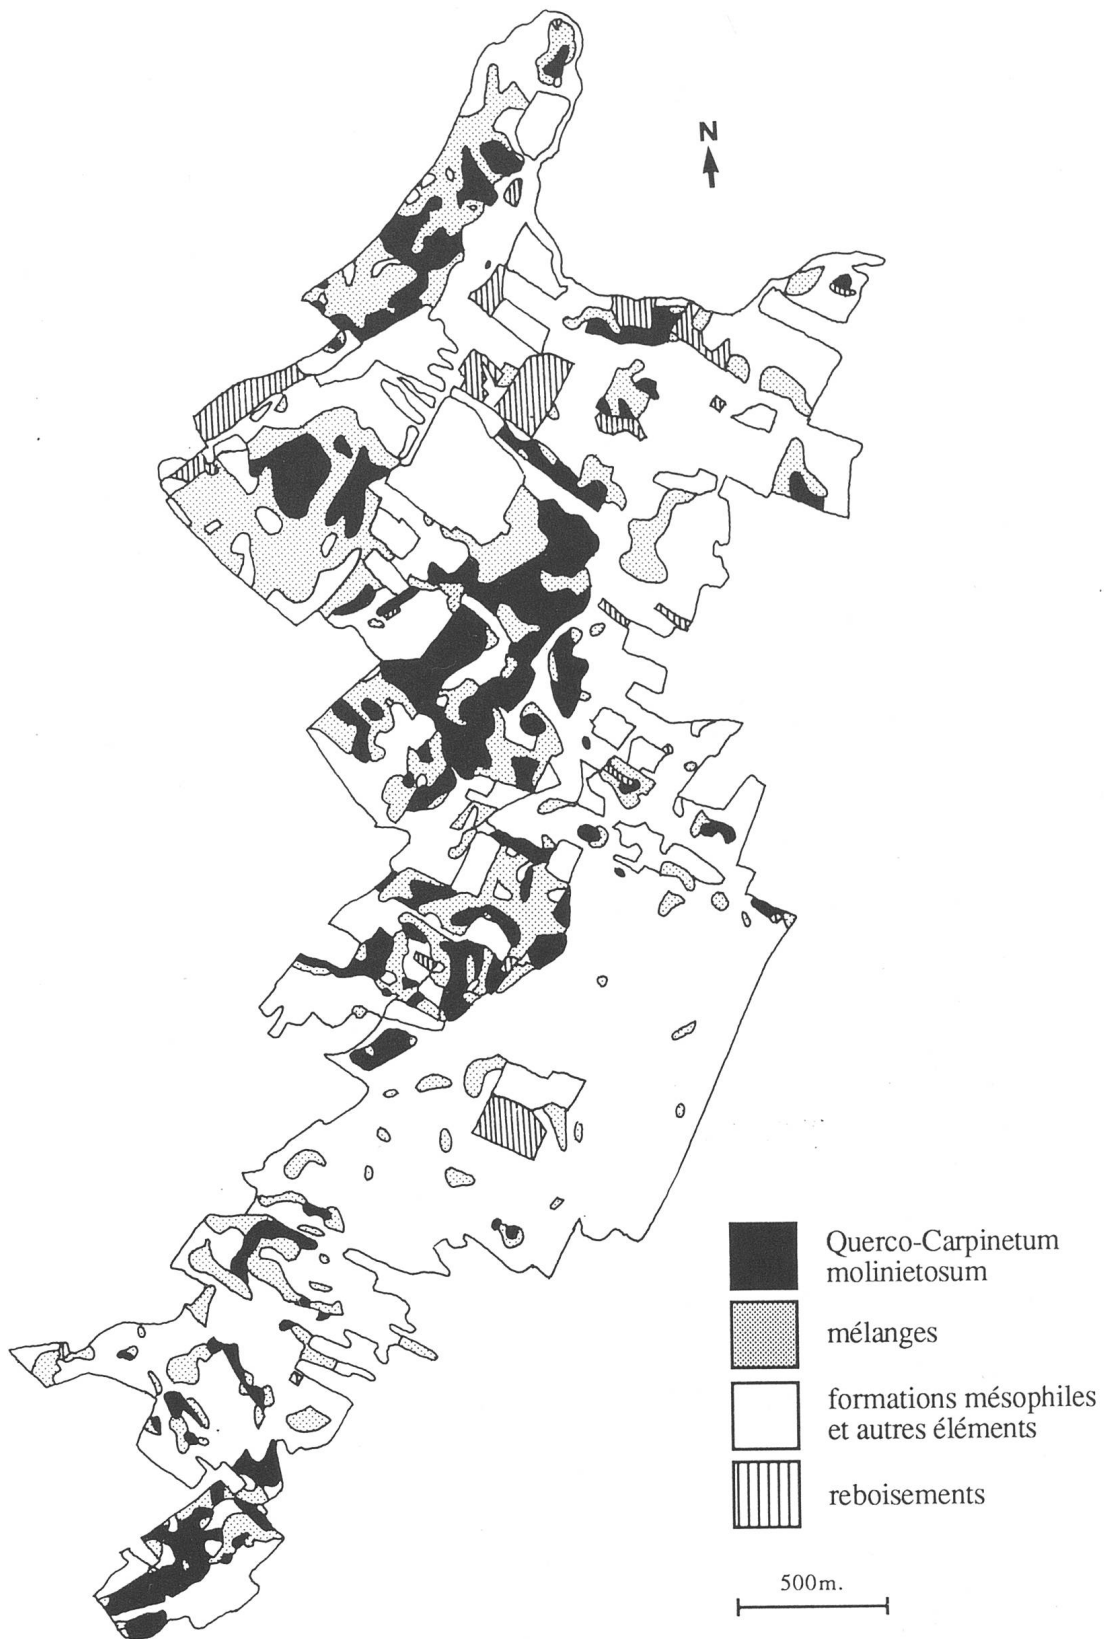 N
Querco-Carpinetum
molinietosum
mélanges
formations mésophiles
et autres éléments
reboisements
500m.